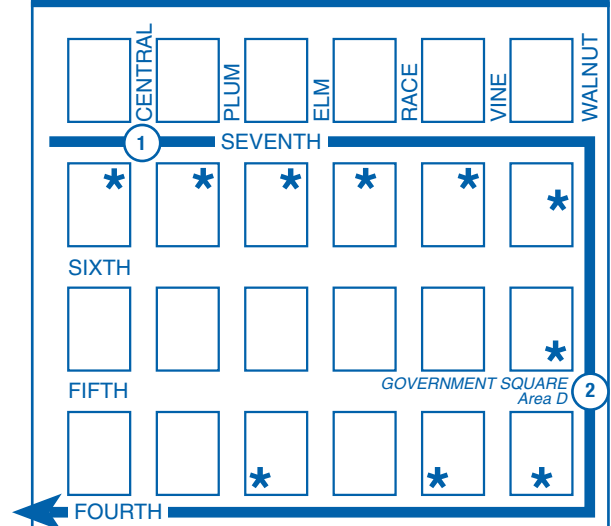 CENTRAL
PLUM
ELM
RACE
VINE
WALNUT
1
SEVENTH
* * * * * *
SIXTH
*
FIFTH
GOVERNMENT SQUARE
Area D
2
* * *
FOURTH